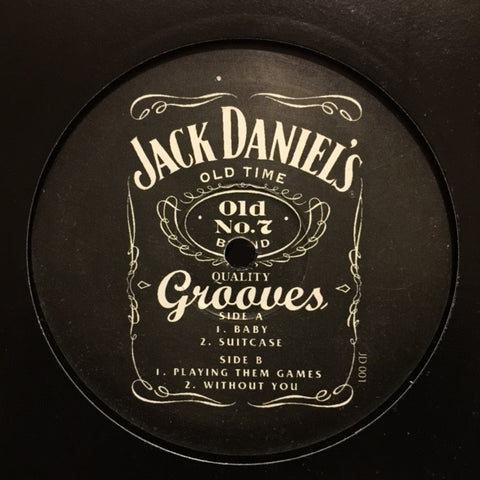 JACK DANIEL'S
OLD TIME
Old
No.7
BRAND
QUALITY
Grooves
SIDE A
1. BABY
2. SUITCASE
SIDE B
1. PLAYING THEM GAMES
2. WITHOUT YOU
JD 001